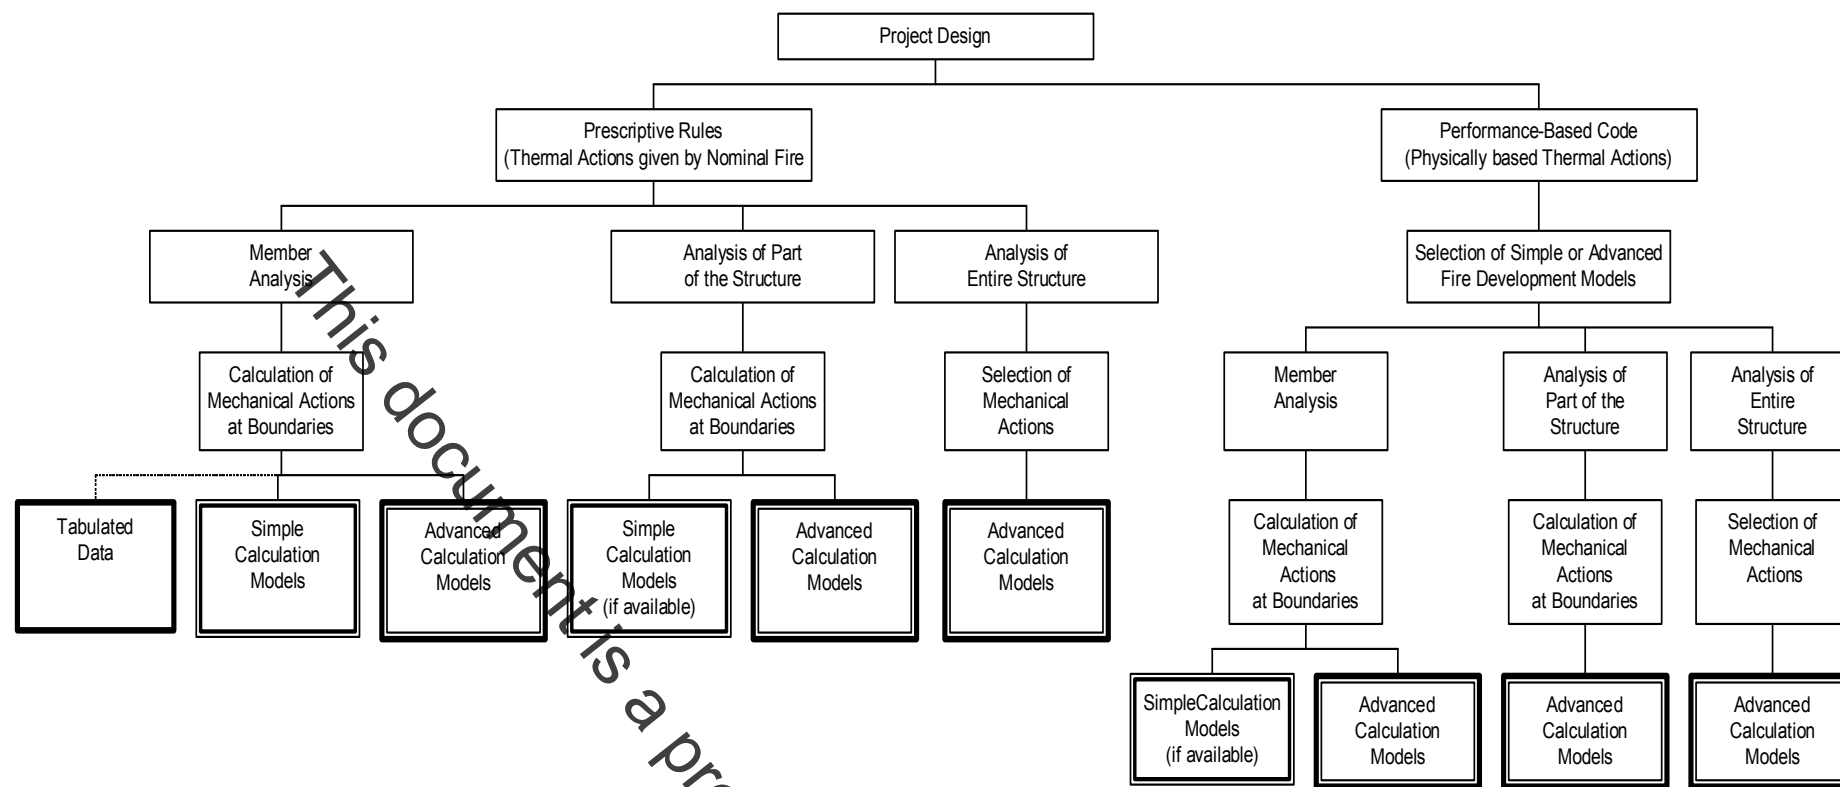 Project Design
Prescriptive Rules
(Thermal Actions given by Nominal Fire
Performance-Based Code
(Physically based Thermal Actions)
Member
Analysis
Analysis of Part
of the Structure
Analysis of
Entire Structure
Selection of Simple or Advanced
Fire Development Models
Calculation of
Mechanical Actions
at Boundaries
Calculation of
Mechanical Actions
at Boundaries
Selection of
Mechanical
Actions
Member
Analysis
Analysis of
Part of the
Structure
Analysis of
Entire
Structure
Tabulated
Data
Simple
Calculation
Models
Advanced
Calculation
Models
Simple
Calculation
Models
(if available)
Advanced
Calculation
Models
Advanced
Calculation
Models
Calculation of
Mechanical
Actions
at Boundaries
Calculation of
Mechanical
Actions
at Boundaries
Selection of
Mechanical
Actions
SimpleCalculation
Models
(if available)
Advanced
Calculation
Models
Advanced
Calculation
Models
Advanced
Calculation
Models
This document is a